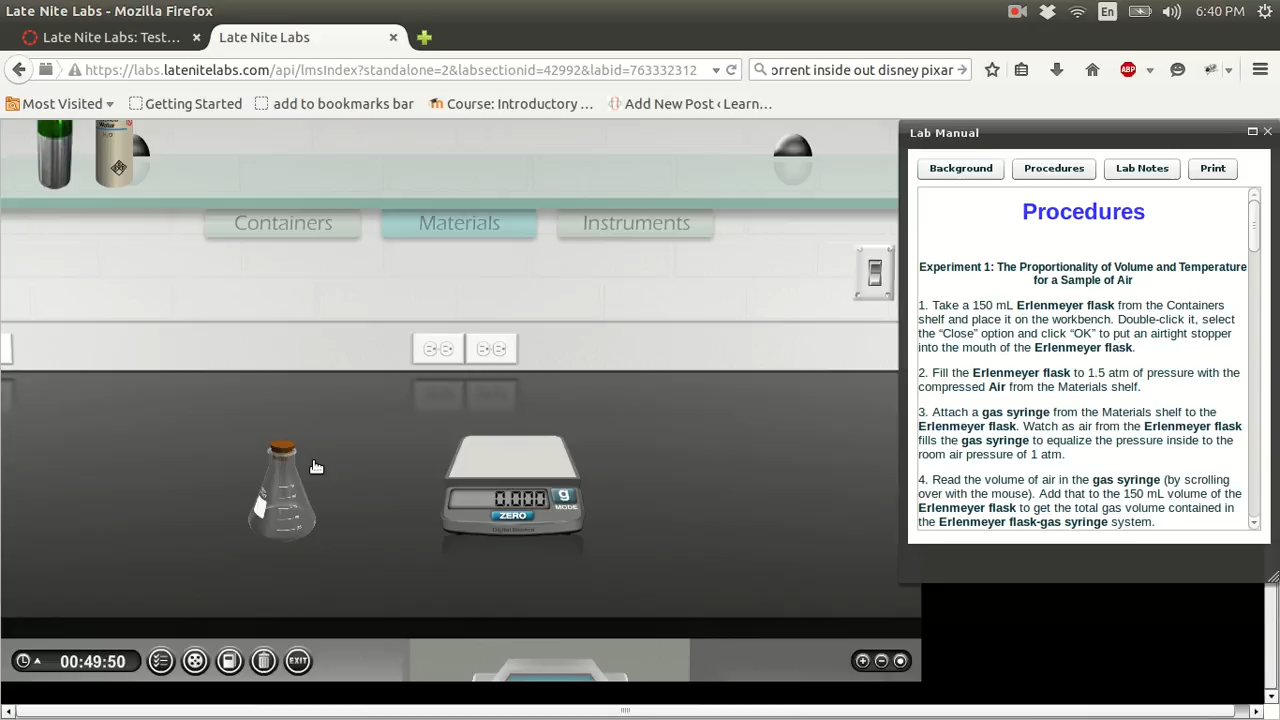 Late Nite Labs - Mozilla Firefox
En
6:40 PM
Late Nite Labs: Test...
Late Nite Labs
https://labs.latenitelabs.com/api/lmsIndex?standalone=2&labsectionid=42992&labid=763332312
orrent inside out disney pixar
ABP
Most Visited
Getting Started
add to bookmarks bar
Course: Introductory ...
Add New Post ‹ Learn...
Lab Manual
Background
Procedures
Lab Notes
Print
Containers
Materials
Instruments
Procedures
Experiment 1: The Proportionality of Volume and Temperature
for a Sample of Air
1. Take a 150 mL Erlenmeyer flask from the Containers
shelf and place it on the workbench. Double-click it, select
the “Close” option and click “OK” to put an airtight stopper
into the mouth of the Erlenmeyer flask.
2. Fill the Erlenmeyer flask to 1.5 atm of pressure with the
compressed Air from the Materials shelf.
3. Attach a gas syringe from the Materials shelf to the
Erlenmeyer flask. Watch as air from the Erlenmeyer flask
fills the gas syringe to equalize the pressure inside to the
room air pressure of 1 atm.
4. Read the volume of air in the gas syringe (by scrolling
over with the mouse). Add that to the 150 mL volume of the
Erlenmeyer flask to get the total gas volume contained in
the Erlenmeyer flask-gas syringe system.
0.000
g
MODE
ZERO
00:49:50
EXIT